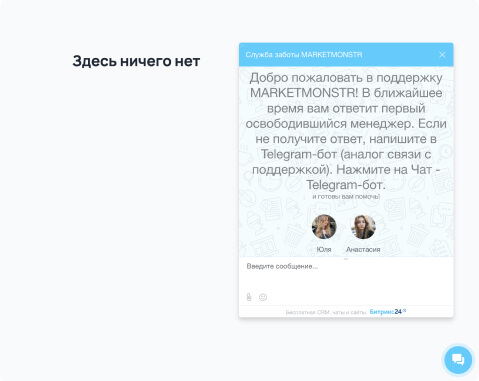 Здесь ничего нет
Служба заботы MARKETMONSTR
Добро пожаловать в поддержку
MARKETMONSTR! В ближайшее
время вам ответит первый
освободившийся менеджер. Если
не получите ответ, напишите в
Telegram-бот (аналог связи с
поддержкой). Нажмите на Чат -
Telegram-бот.
и готовы вам помочь!
Юля Анастасия
Введите сообщение...
Бесплатная CRM, чаты и сайты Битрикс24